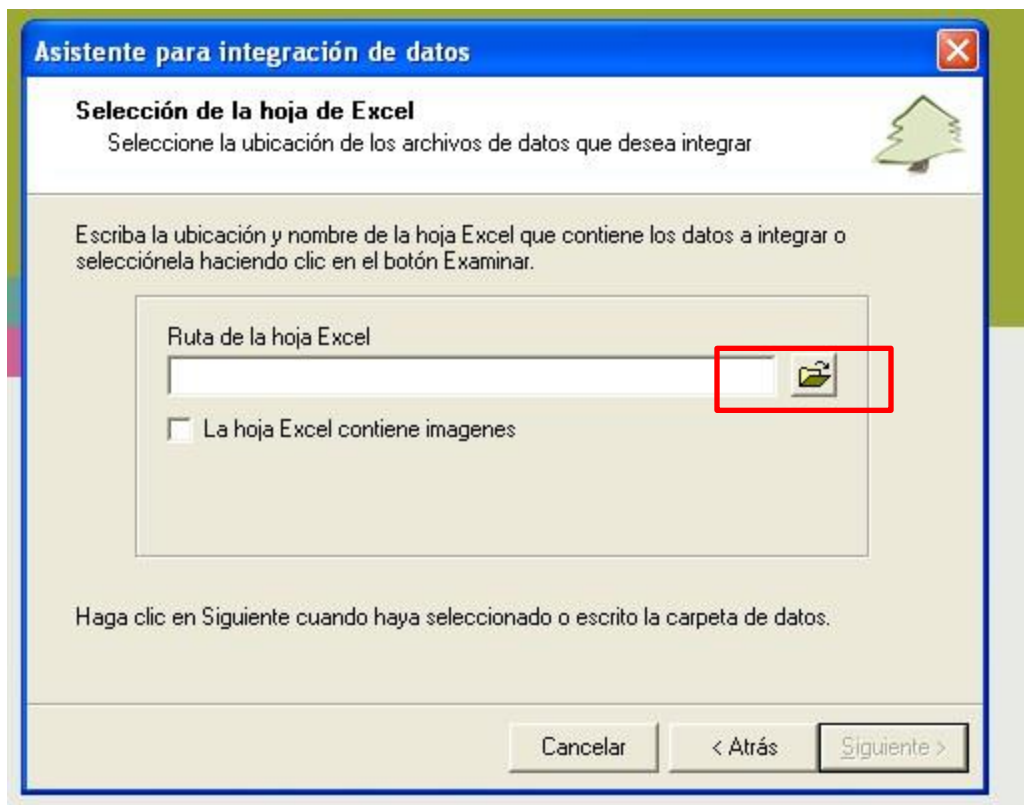 Asistente para integración de datos
Selección de la hoja de Excel
Seleccione la ubicación de los archivos de datos que desea integrar
Escriba la ubicación y nombre de la hoja Excel que contiene los datos a integrar o
selecciónela haciendo clic en el botón Examinar.
Ruta de la hoja Excel
La hoja Excel contiene imagenes
Haga clic en Siguiente cuando haya seleccionado o escrito la carpeta de datos.
Cancelar
< Atrás
Siguiente >